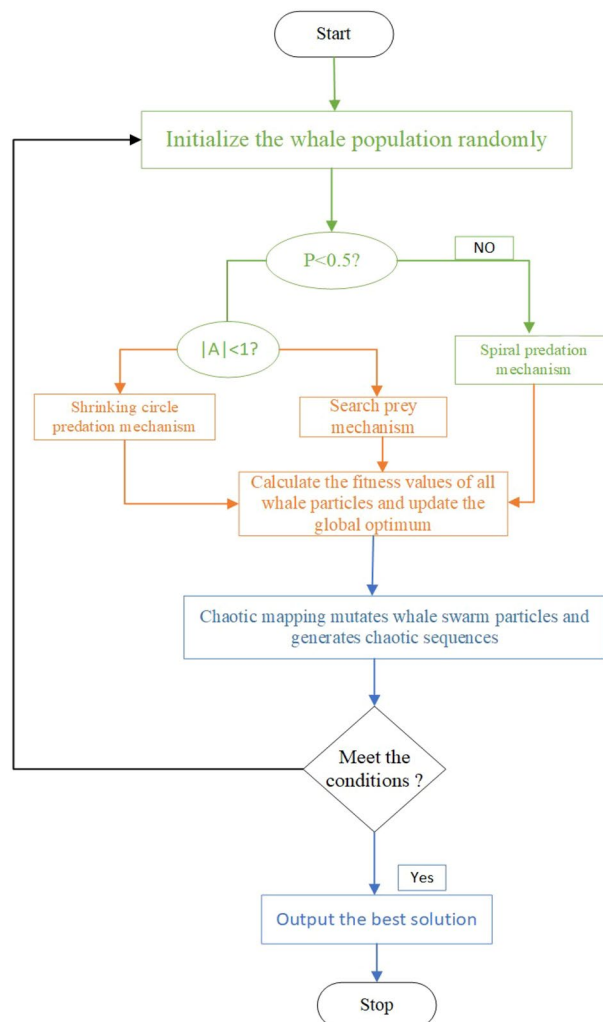 Start
Initialize the whale population randomly
P<0.5?
NO
|A|<1?
Spiral predation
mechanism
Shrinking circle
predation mechanism
Search prey
mechanism
Calculate the fitness values of all
whale particles and update the
global optimum
Chaotic mapping mutates whale swarm particles and
generates chaotic sequences
Meet the
conditions ?
Yes
Output the best solution
Stop